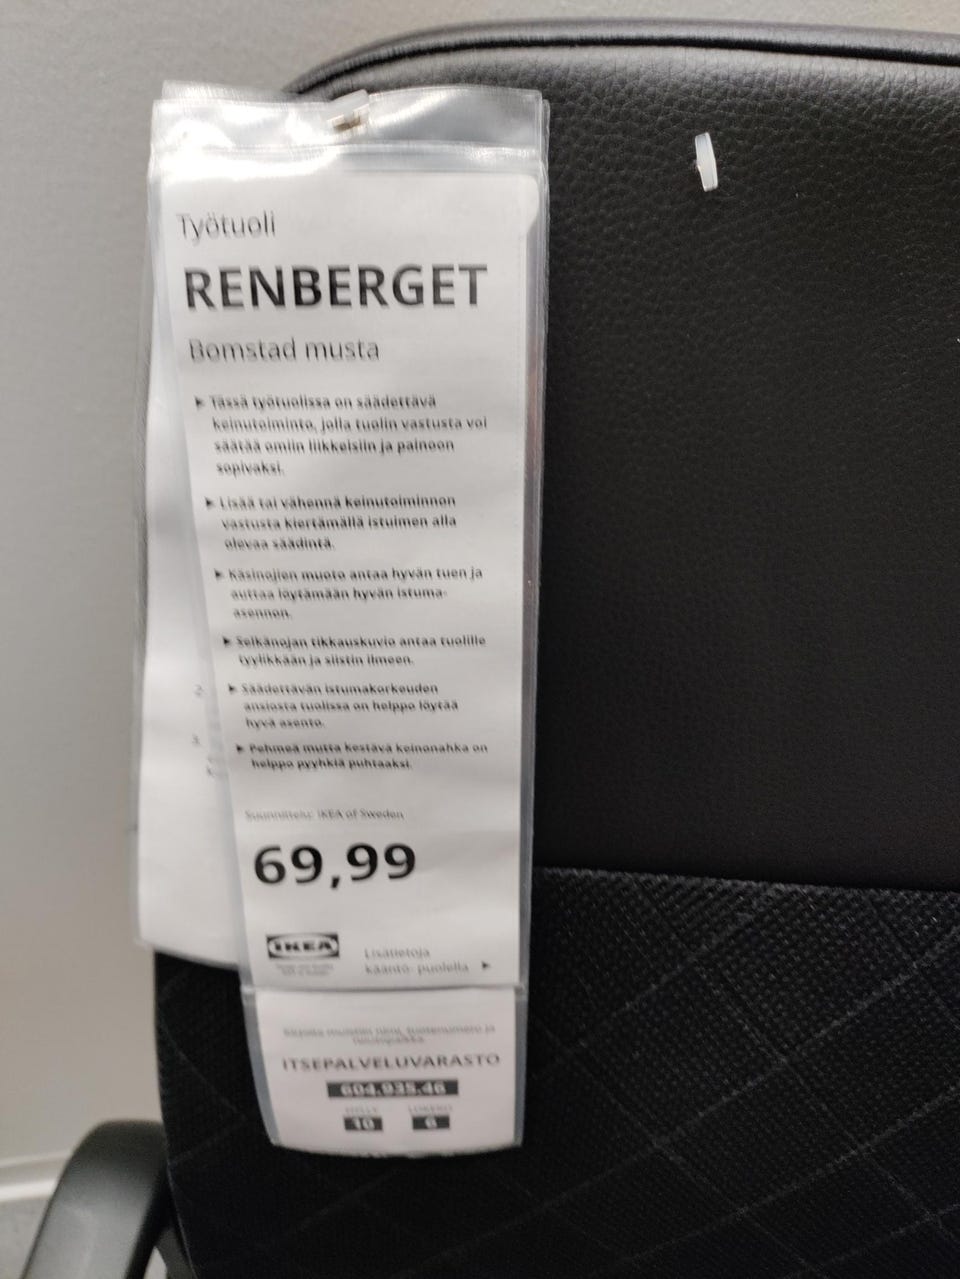 Työtuoli
RENBERGET
Bomstad musta
▸ Tässä työtuolissa on säädettävä
keinutoiminto, jolla tuolin vastusta voi
säätää omiin liikkeisiin ja painoon
sopivaksi.
▸ Lisää tai vähennä keinutoiminnon
vastusta kiertämällä istuimen alla
olevaa säädintä.
▸ Käsinojien muoto antaa hyvän tuen ja
auttaa löytämään hyvän istuma-
asennon.
▸ Selkänojan tikkauskuvio antaa tuolille
tyylikkään ja siistin ilmeen.
▸ Säädettävän istumakorkeuden
ansiosta tuolissa on helppo löytää
hyvä asento.
▸ Pehmeä mutta kestävä keinonahka on
helppo pyyhkiä puhtaaksi.
Suunnittelu: IKEA of Sweden
69,99
IKEA
Lisätietoja
kääntö- puolella ▸
ITSEPALVELUVARASTO
604.935.46
HYLLY LOKERO
10 6